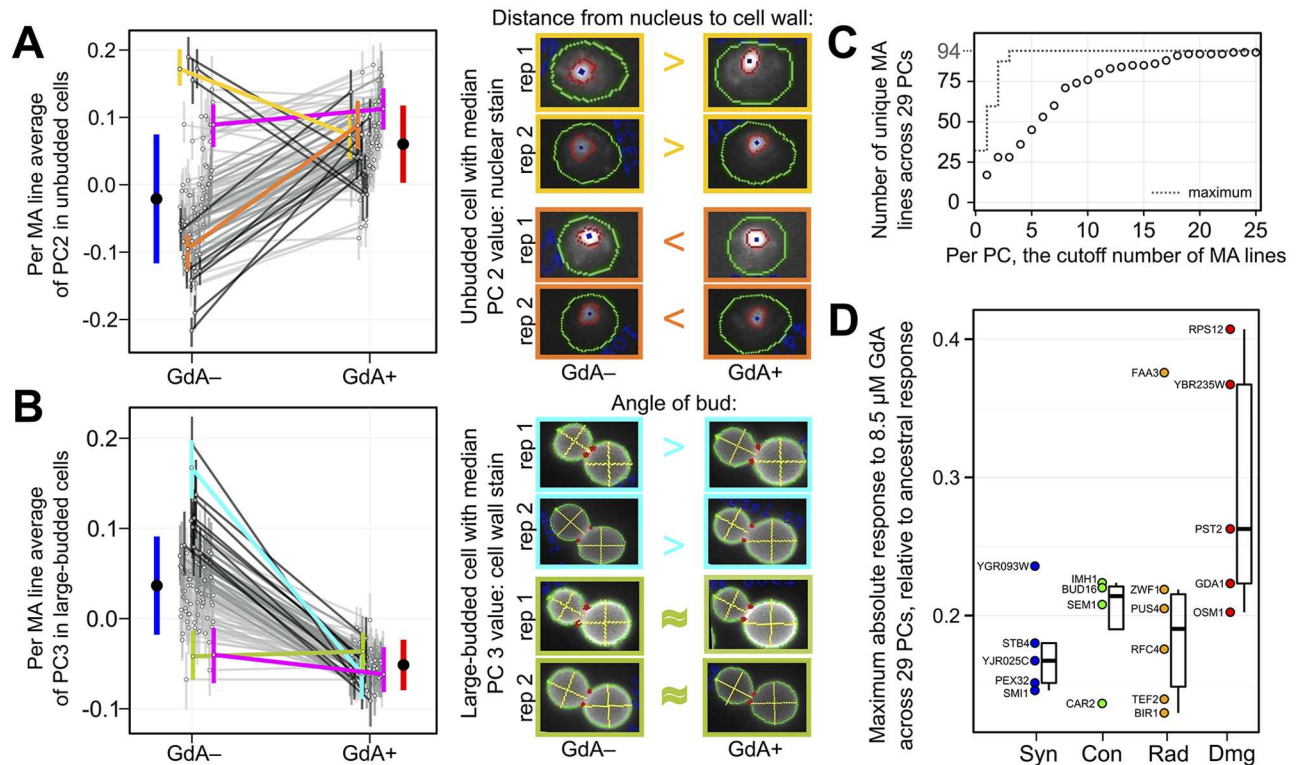 A
Per MA line average
of PC2 in unbudded cells
0.2
0.1
0.0
-0.1
-0.2
GdA−
GdA+
Distance from nucleus to cell wall:
Unbudded cell with median
PC 2 value: nuclear stain
rep 1
>
rep 2
>
rep 1
<
rep 2
<
GdA−
GdA+
B
Per MA line average
of PC3 in large-budded cells
0.2
0.1
0.0
-0.1
GdA−
GdA+
Angle of bud:
Large-budded cell with median
PC 3 value: cell wall stain
rep 1
>
rep 2
>
rep 1
≈
rep 2
≈
GdA−
GdA+
C
Number of unique MA
lines across 29 PCs
94
75
50
25
0
maximum
0 5 10 15 20 25
Per PC, the cutoff number of MA lines
D
Maximum absolute response to 8.5 µM GdA
across 29 PCs, relative to ancestral response
0.4
0.3
0.2
RPS12
FAA3
YBR235W
PST2
YGR093W
IMH1
BUD16
SEM1
ZWF1
PUS4
GDA1
OSM1
STB4
YJR025C
PEX32
SMI1
RFC4
CAR2
TEF2
BIR1
Syn Con Rad Dmg